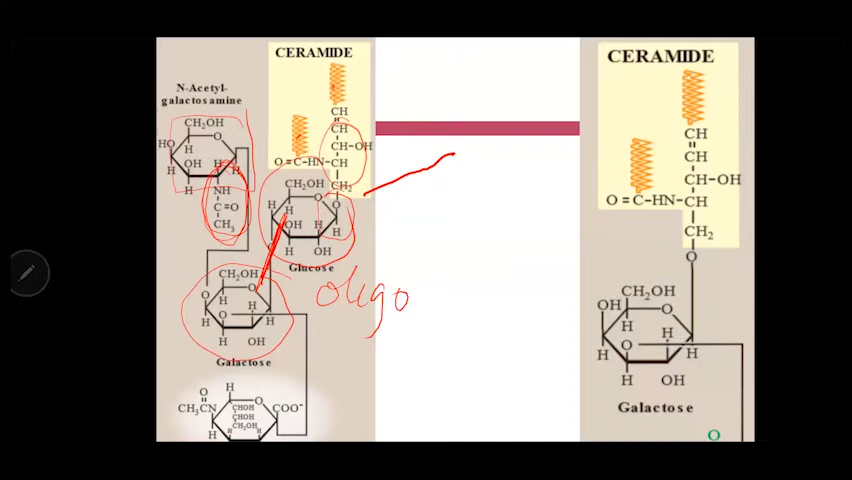 CERAMIDE
N-Acetyl-
galactosamine
CH₂OH
O
HO
H
OH
H
H
H
H
NH
C=O
CH₃
CH
CH
CH-OH
O=C-HN-CH
CH₂
O
CH₂OH
O
H
H
OH
H
H
H
OH
Glucose
oligo
CH₂OH
O
O
H
H
H
O
H
H
OH
Galactose
O
CH₃CN
H
H
O
COO⁻
CHOH
CHOH
CH₂OH
H
H
CERAMIDE
CH
CH
CH-OH
O=C-HN-CH
CH₂
O
CH₂OH
OH
O
H
H
H
O
H
H
OH
Galactose
O